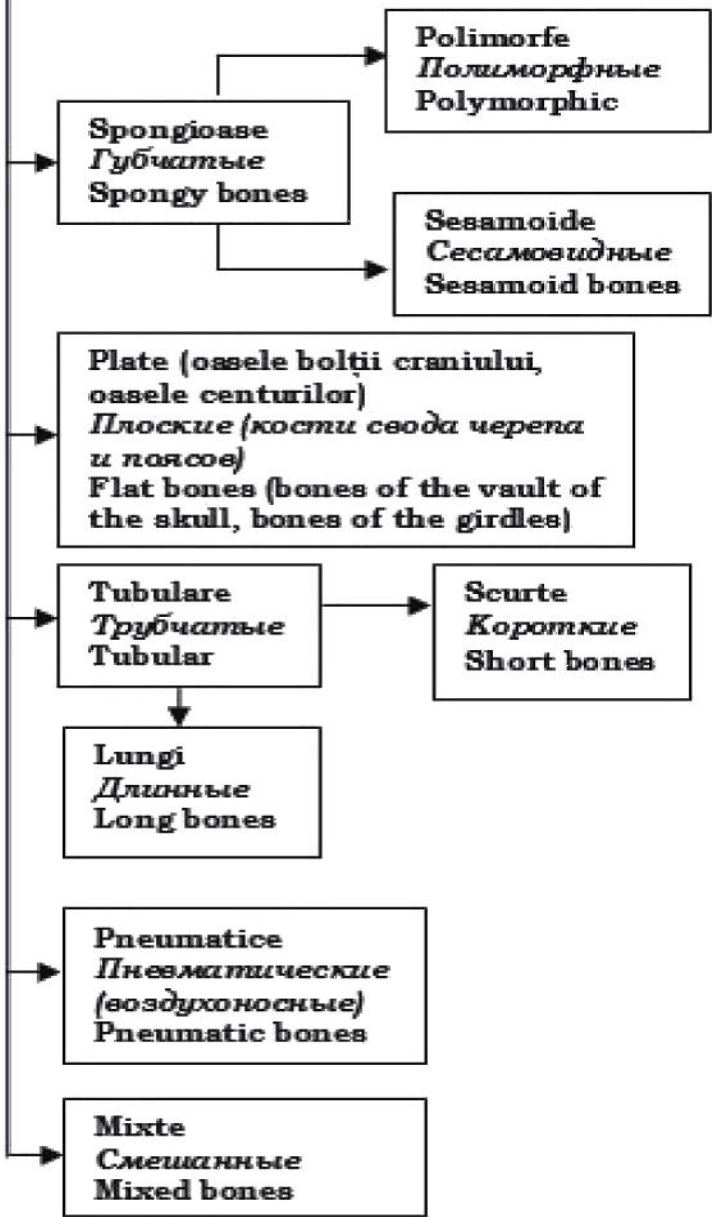 Polimorfe
Полиморфные
Polymorphic
Spongioase
Губчатые
Spongy bones
Sesamoide
Сесамовидные
Sesamoid bones
Plate (oasele bolții craniului,
oasele centurilor)
Плоские (кости свода черепа
и поясов)
Flat bones (bones of the vault of
the skull, bones of the girdles)
Tubulare
Трубчатые
Tubular
Scurte
Короткие
Short bones
Lungi
Длинные
Long bones
Pneumatice
Пневматические
(воздухоносные)
Pneumatic bones
Mixte
Смешанные
Mixed bones